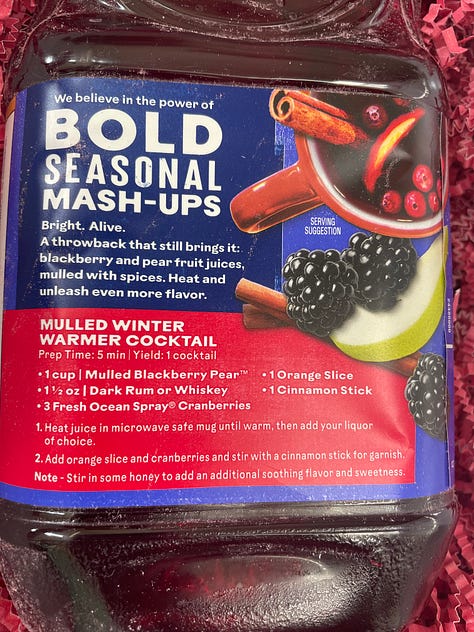 We believe in the power of
BOLD
SEASONAL
MASH-UPS
Bright. Alive.
A throwback that still brings it:
blackberry and pear fruit juices,
mulled with spices. Heat and
unleash even more flavor.
SERVING
SUGGESTION
MULLED WINTER
WARMER COCKTAIL
Prep Time: 5 min | Yield: 1 cocktail
• 1 cup | Mulled Blackberry Pear™
• 1 ½ oz | Dark Rum or Whiskey
• 3 Fresh Ocean Spray® Cranberries
• 1 Orange Slice
• 1 Cinnamon Stick
1. Heat juice in microwave safe mug until warm, then add your liquor
of choice.
2. Add orange slice and cranberries and stir with a cinnamon stick for garnish.
Note - Stir in some honey to add an additional soothing flavor and sweetness.